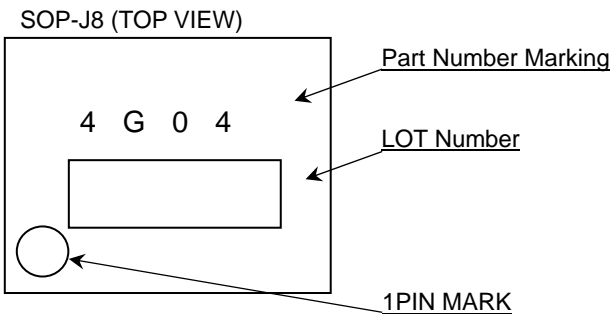 SOP-J8 (TOP VIEW)
Part Number Marking
4 G 0 4
LOT Number
1PIN MARK